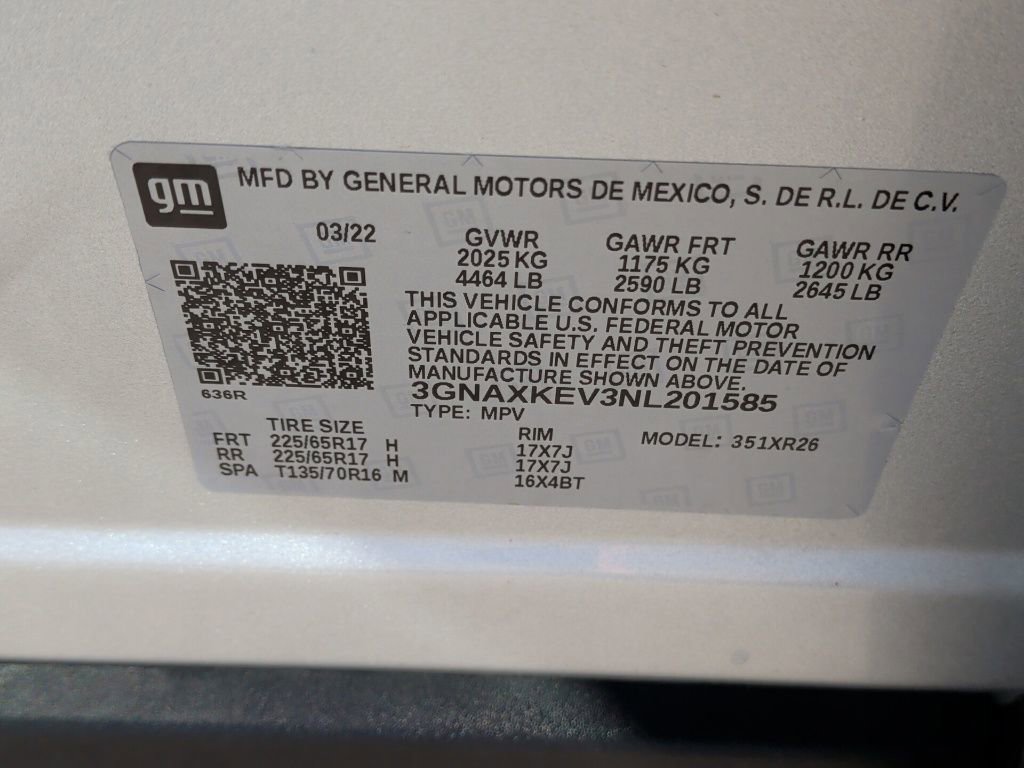 gm MFD BY GENERAL MOTORS DE MEXICO, S. DE R.L. DE C.V.
03/22 GVWR GAWR FRT GAWR RR
2025 KG 1175 KG 1200 KG
4464 LB 2590 LB 2645 LB
THIS VEHICLE CONFORMS TO ALL
APPLICABLE U.S. FEDERAL MOTOR
VEHICLE SAFETY AND THEFT PREVENTION
STANDARDS IN EFFECT ON THE DATE OF
MANUFACTURE SHOWN ABOVE.
636R 3GNAXKEV3NL201585
TYPE: MPV MODEL: 351XR26
TIRE SIZE RIM
FRT 225/65R17 H 17X7J
RR 225/65R17 H 17X7J
SPA T135/70R16 M 16X4BT